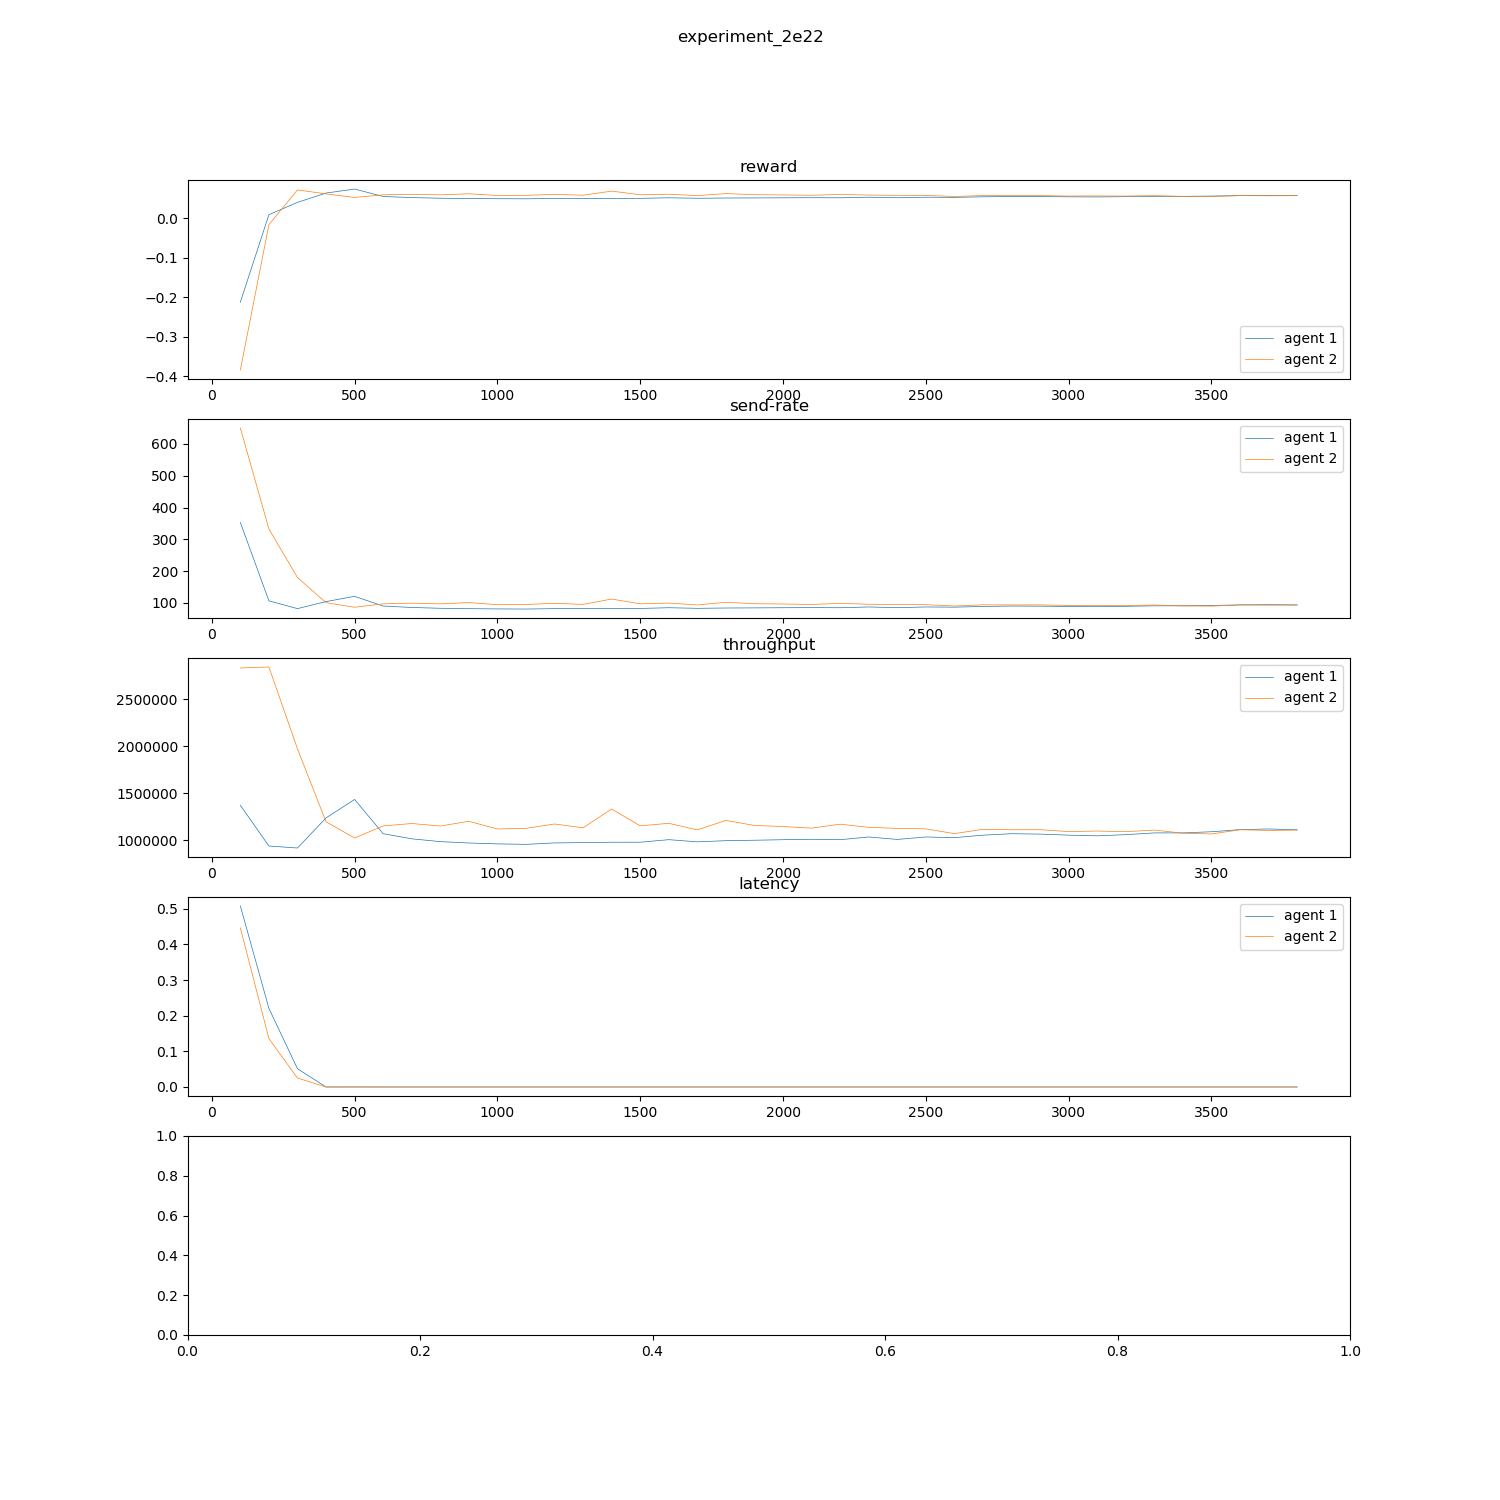 experiment_2e22
reward
0.0
−0.1
−0.2
−0.3
−0.4
agent 1
agent 2
0 500 1000 1500 2000 2500 3000 3500
send-rate
600
500
400
300
200
100
agent 1
agent 2
0 500 1000 1500 2000 2500 3000 3500
throughput
2500000
2000000
1500000
1000000
agent 1
agent 2
0 500 1000 1500 2000 2500 3000 3500
latency
0.5
0.4
0.3
0.2
0.1
0.0
agent 1
agent 2
0 500 1000 1500 2000 2500 3000 3500
1.0
0.8
0.6
0.4
0.2
0.0
0.0 0.2 0.4 0.6 0.8 1.0